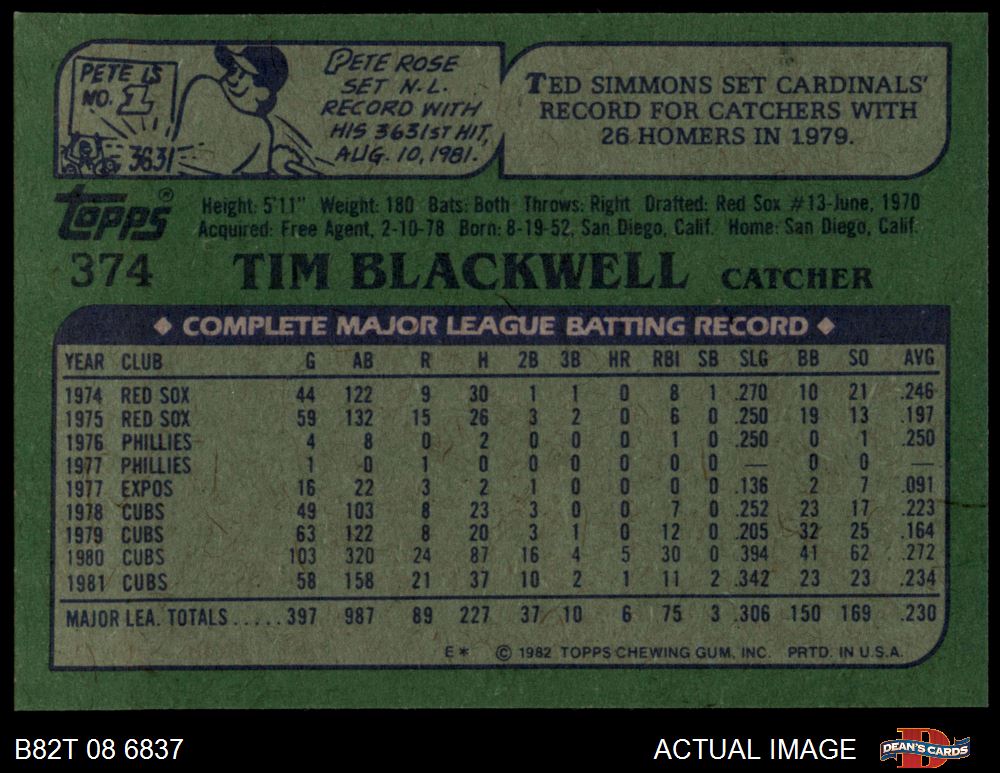 PETE IS
NO. 1
3631
PETE ROSE
SET N.L.
RECORD WITH
HIS 3631ST HIT,
AUG. 10, 1981.
TED SIMMONS SET CARDINALS'
RECORD FOR CATCHERS WITH
26 HOMERS IN 1979.
topps®
Height: 5'11" Weight: 180 Bats: Both Throws: Right Drafted: Red Sox #13-June, 1970
Acquired: Free Agent, 2-10-78 Born: 8-19-52, San Diego, Calif. Home: San Diego, Calif.
374 TIM BLACKWELL CATCHER
◆ COMPLETE MAJOR LEAGUE BATTING RECORD ◆
YEAR CLUB G AB R H 2B 3B HR RBI SB SLG BB SO AVG
1974 RED SOX 44 122 9 30 1 1 0 8 1 .270 10 21 .246
1975 RED SOX 59 132 15 26 3 2 0 6 0 .250 19 13 .197
1976 PHILLIES 4 8 0 2 0 0 0 1 0 .250 0 1 .250
1977 PHILLIES 1 0 1 0 0 0 0 0 0 — 0 0 —
1977 EXPOS 16 22 3 2 1 0 0 0 0 .136 2 7 .091
1978 CUBS 49 103 8 23 3 0 0 7 0 .252 23 17 .223
1979 CUBS 63 122 8 20 3 1 0 12 0 .205 32 25 .164
1980 CUBS 103 320 24 87 16 4 5 30 0 .394 41 62 .272
1981 CUBS 58 158 21 37 10 2 1 11 2 .342 23 23 .234
MAJOR LEA. TOTALS.....397 987 89 227 37 10 6 75 3 .306 150 169 .230
E* © 1982 TOPPS CHEWING GUM, INC. PRTD. IN U.S.A.
B82T 08 6837 ACTUAL IMAGE DEAN'S CARDS